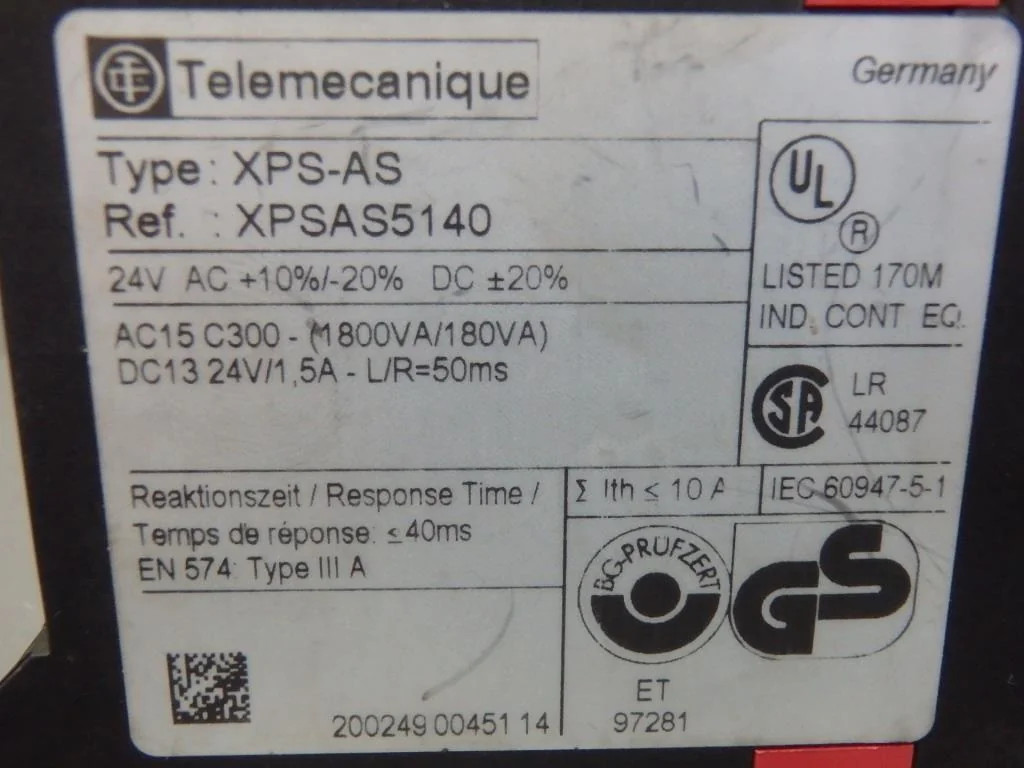 Telemecanique
Germany
Type: XPS-AS
Ref. : XPSAS5140
24V AC +10%/-20% DC ±20%
AC15 C300 - (1800VA/180VA)
DC13 24V/1,5A - L/R=50ms
UL
®
LISTED 170M
IND. CONT EQ.
SA
LR
44087
Reaktionszeit / Response Time /
Temps de réponse: ≤40ms
EN 574: Type III A
Σ Ith ≤ 10 A
IEC 60947-5-1
BG-PRÜFZERT
GS
ET
97281
200249 00451 14